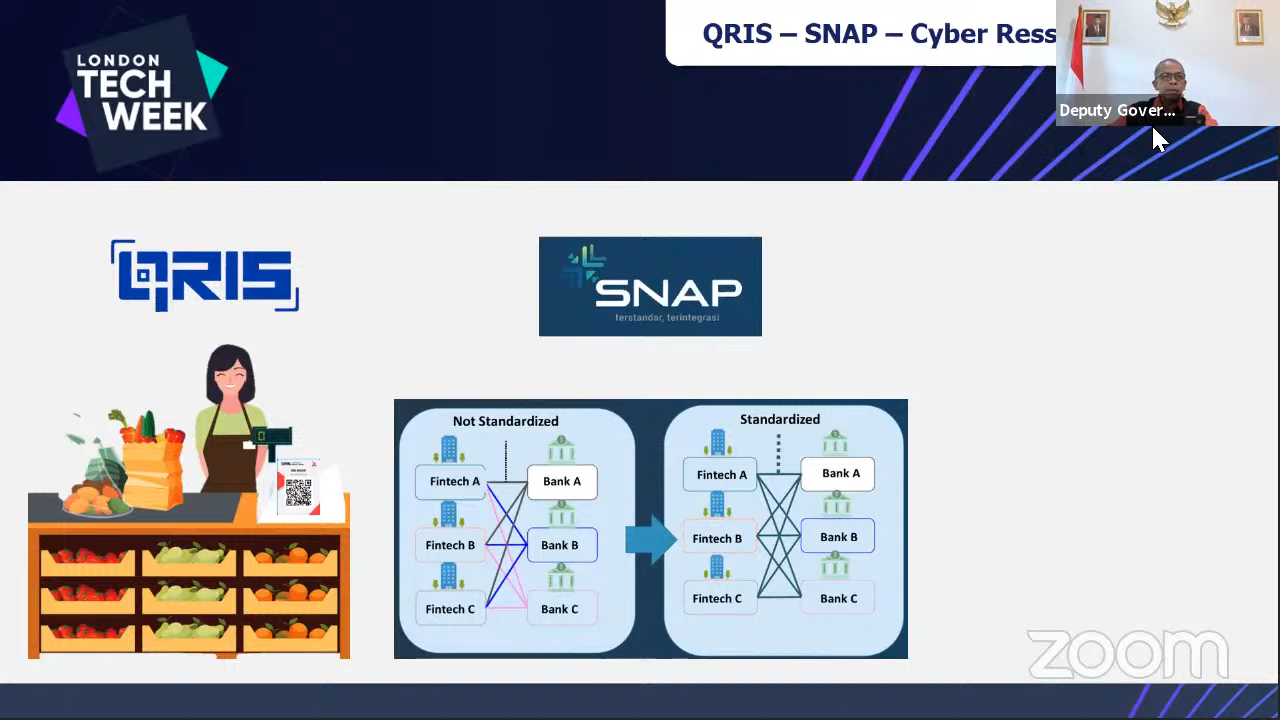 LONDON
TECH
WEEK
QRIS – SNAP – Cyber Ress
Deputy Gover...
QRIS
SNAP
terstandar, terintegrasi
Not Standardized
Fintech A
Bank A
Fintech B
Bank B
Fintech C
Bank C
Standardized
Fintech A
Bank A
Fintech B
Bank B
Fintech C
Bank C
zoom